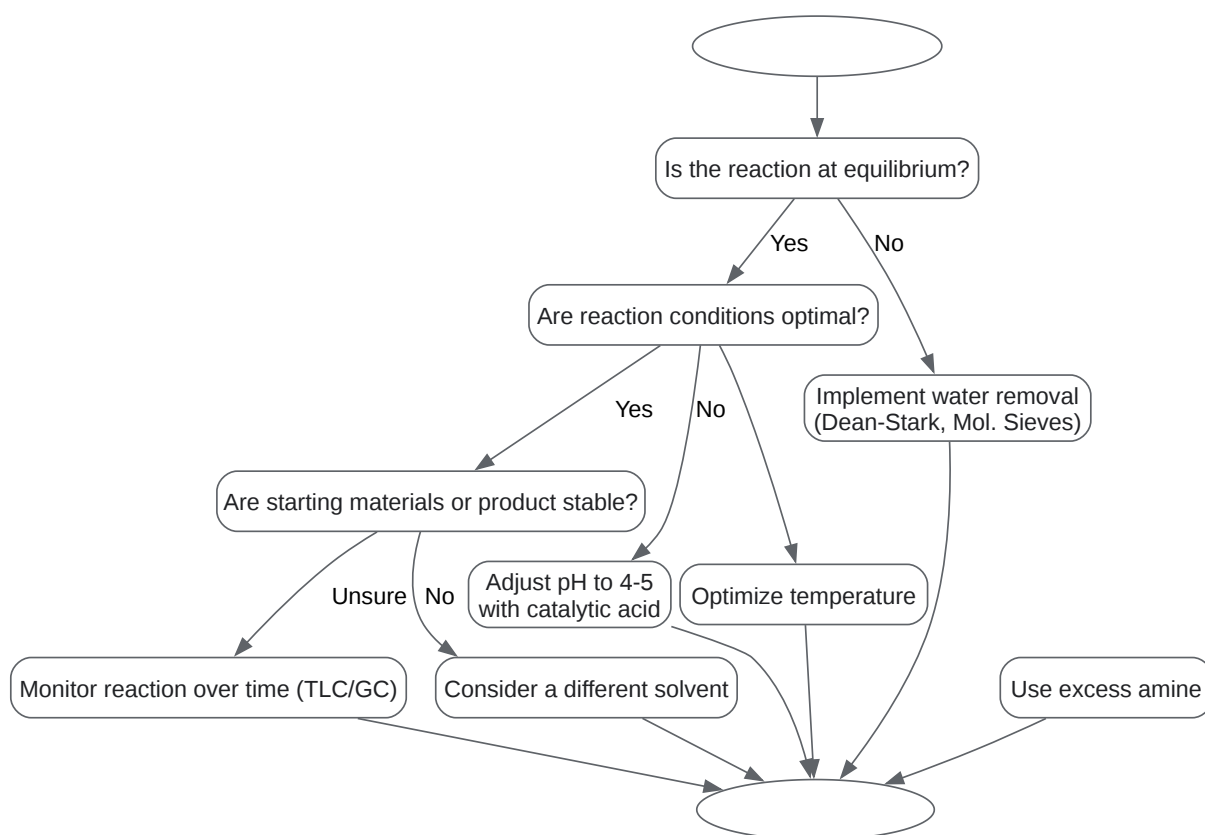 Is the reaction at equilibrium?
Yes
No
Are reaction conditions optimal?
Implement water removal
(Dean-Stark, Mol. Sieves)
Yes
No
Are starting materials or product stable?
Adjust pH to 4-5
with catalytic acid
Optimize temperature
Unsure
No
Monitor reaction over time (TLC/GC)
Consider a different solvent
Use excess amine